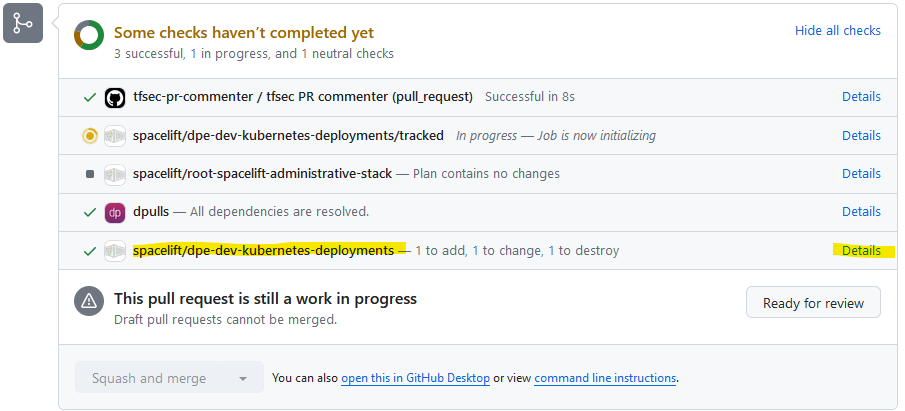 Some checks haven't completed yet
Hide all checks
3 successful, 1 in progress, and 1 neutral checks
tfsec-pr-commenter / tfsec PR commenter (pull_request) Successful in 8s Details
spacelift/dpe-dev-kubernetes-deployments/tracked In progress — Job is now initializing Details
spacelift/root-spacelift-administrative-stack — Plan contains no changes Details
dp dpulls — All dependencies are resolved. Details
spacelift/dpe-dev-kubernetes-deployments — 1 to add, 1 to change, 1 to destroy Details
This pull request is still a work in progress
Draft pull requests cannot be merged.
Ready for review
Squash and merge You can also open this in GitHub Desktop or view command line instructions.